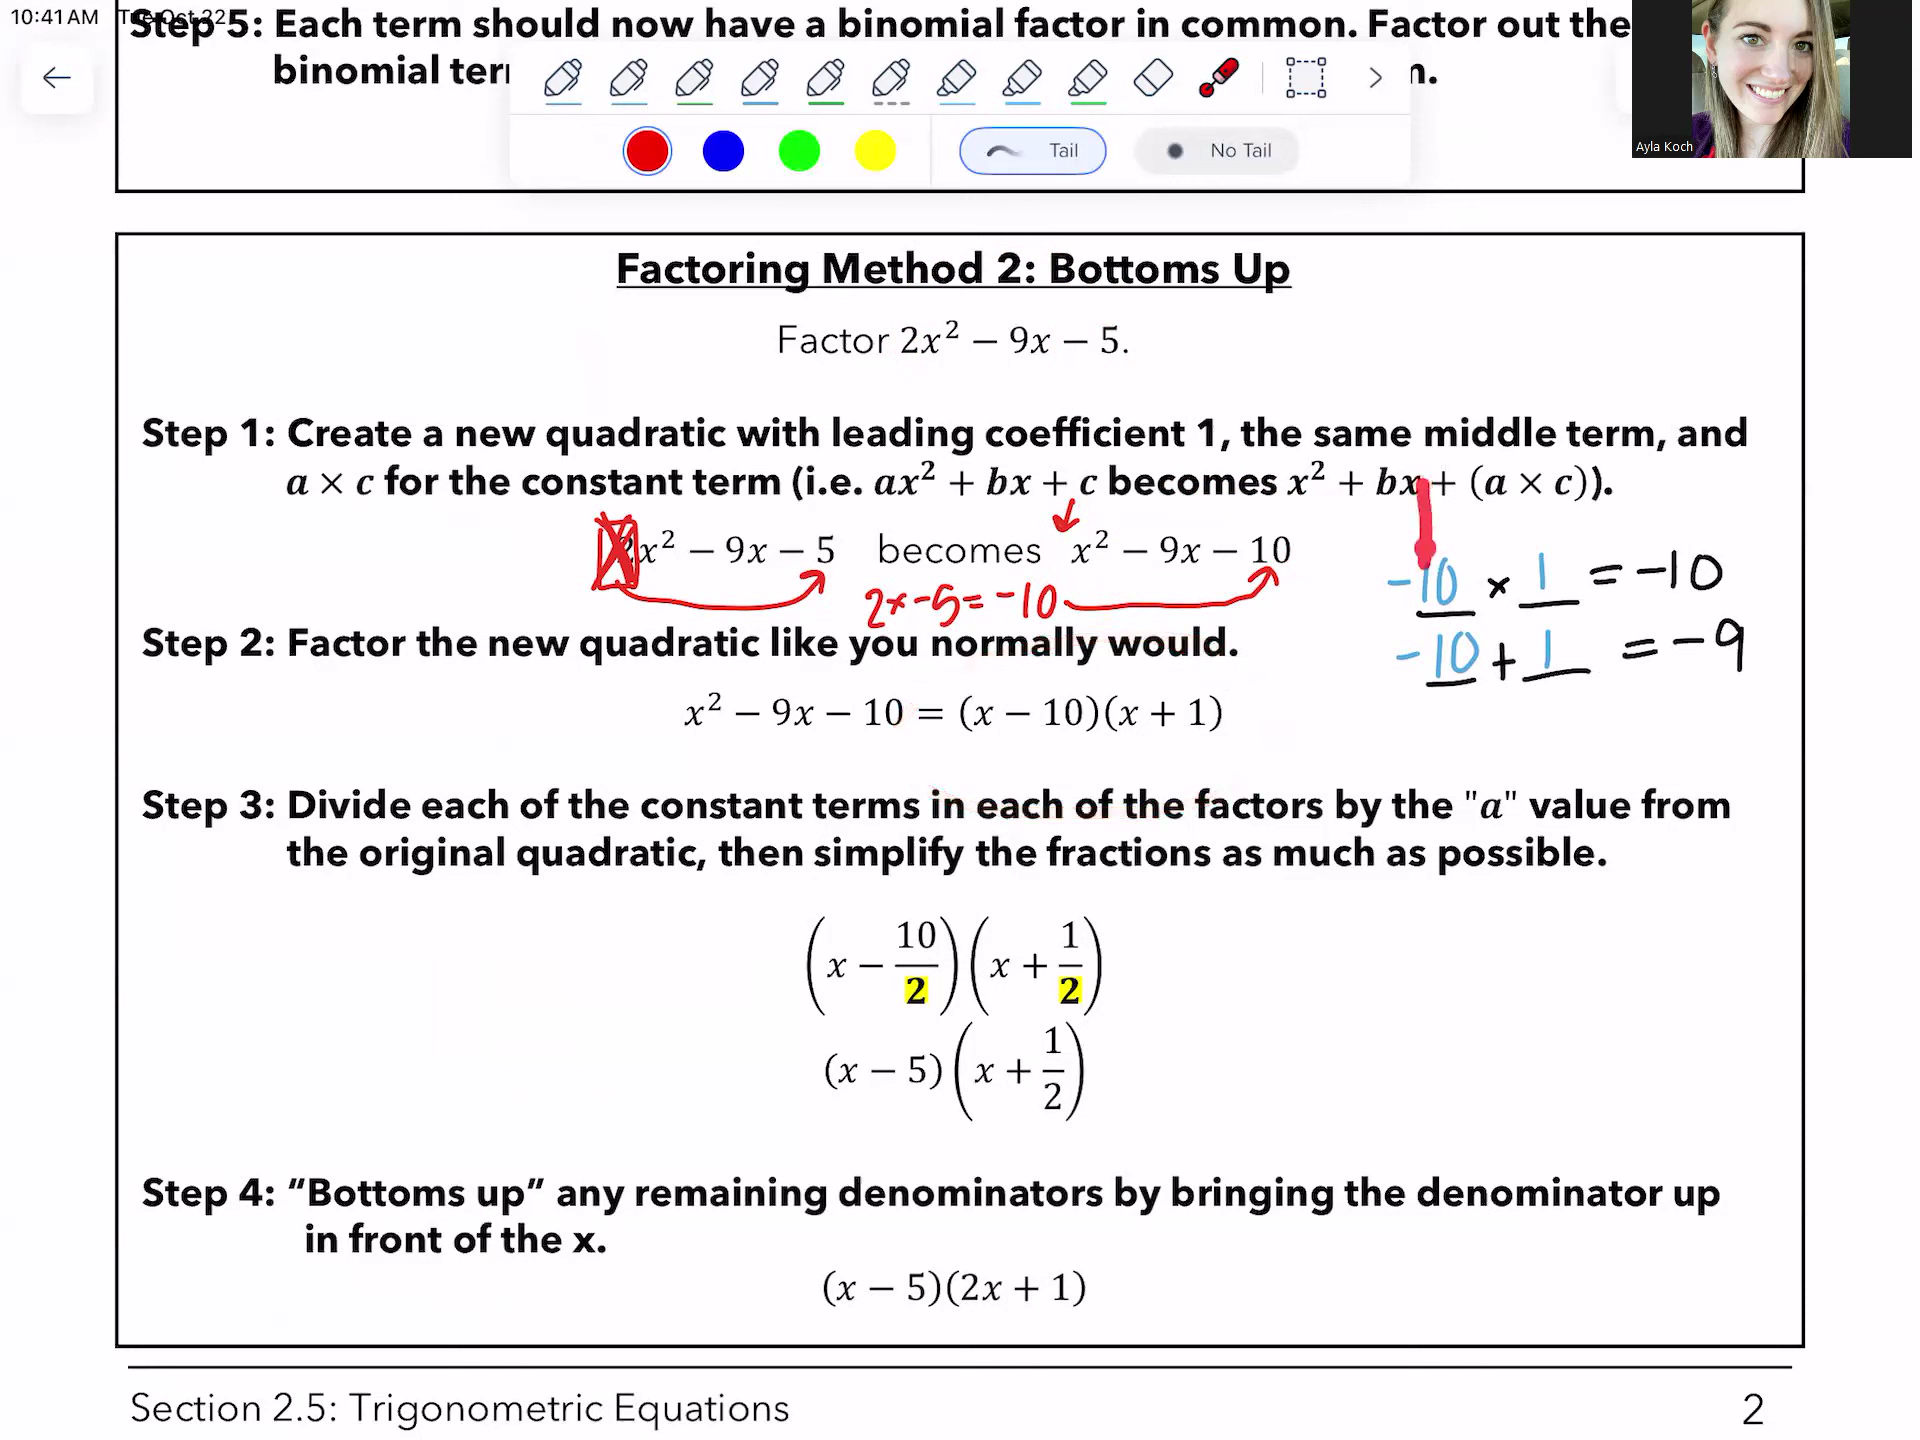 10:41 AM Tue Oct 22
Step 5: Each term should now have a binomial factor in common. Factor out the
binomial
Tail No Tail
Ayla Koch
Factoring Method 2: Bottoms Up
Factor 2x² − 9x − 5.
Step 1: Create a new quadratic with leading coefficient 1, the same middle term, and
a × c for the constant term (i.e. ax² + bx + c becomes x² + bx + (a × c)).
2x² − 9x − 5 becomes x² − 9x − 10
2x-5=-10
-10 × 1 = -10
-10 + 1 = -9
Step 2: Factor the new quadratic like you normally would.
x² − 9x − 10 = (x − 10)(x + 1)
Step 3: Divide each of the constant terms in each of the factors by the "a" value from
the original quadratic, then simplify the fractions as much as possible.
(x − 10/2)(x + 1/2)
(x − 5)(x + 1/2)
Step 4: “Bottoms up” any remaining denominators by bringing the denominator up
in front of the x.
(x − 5)(2x + 1)
Section 2.5: Trigonometric Equations 2